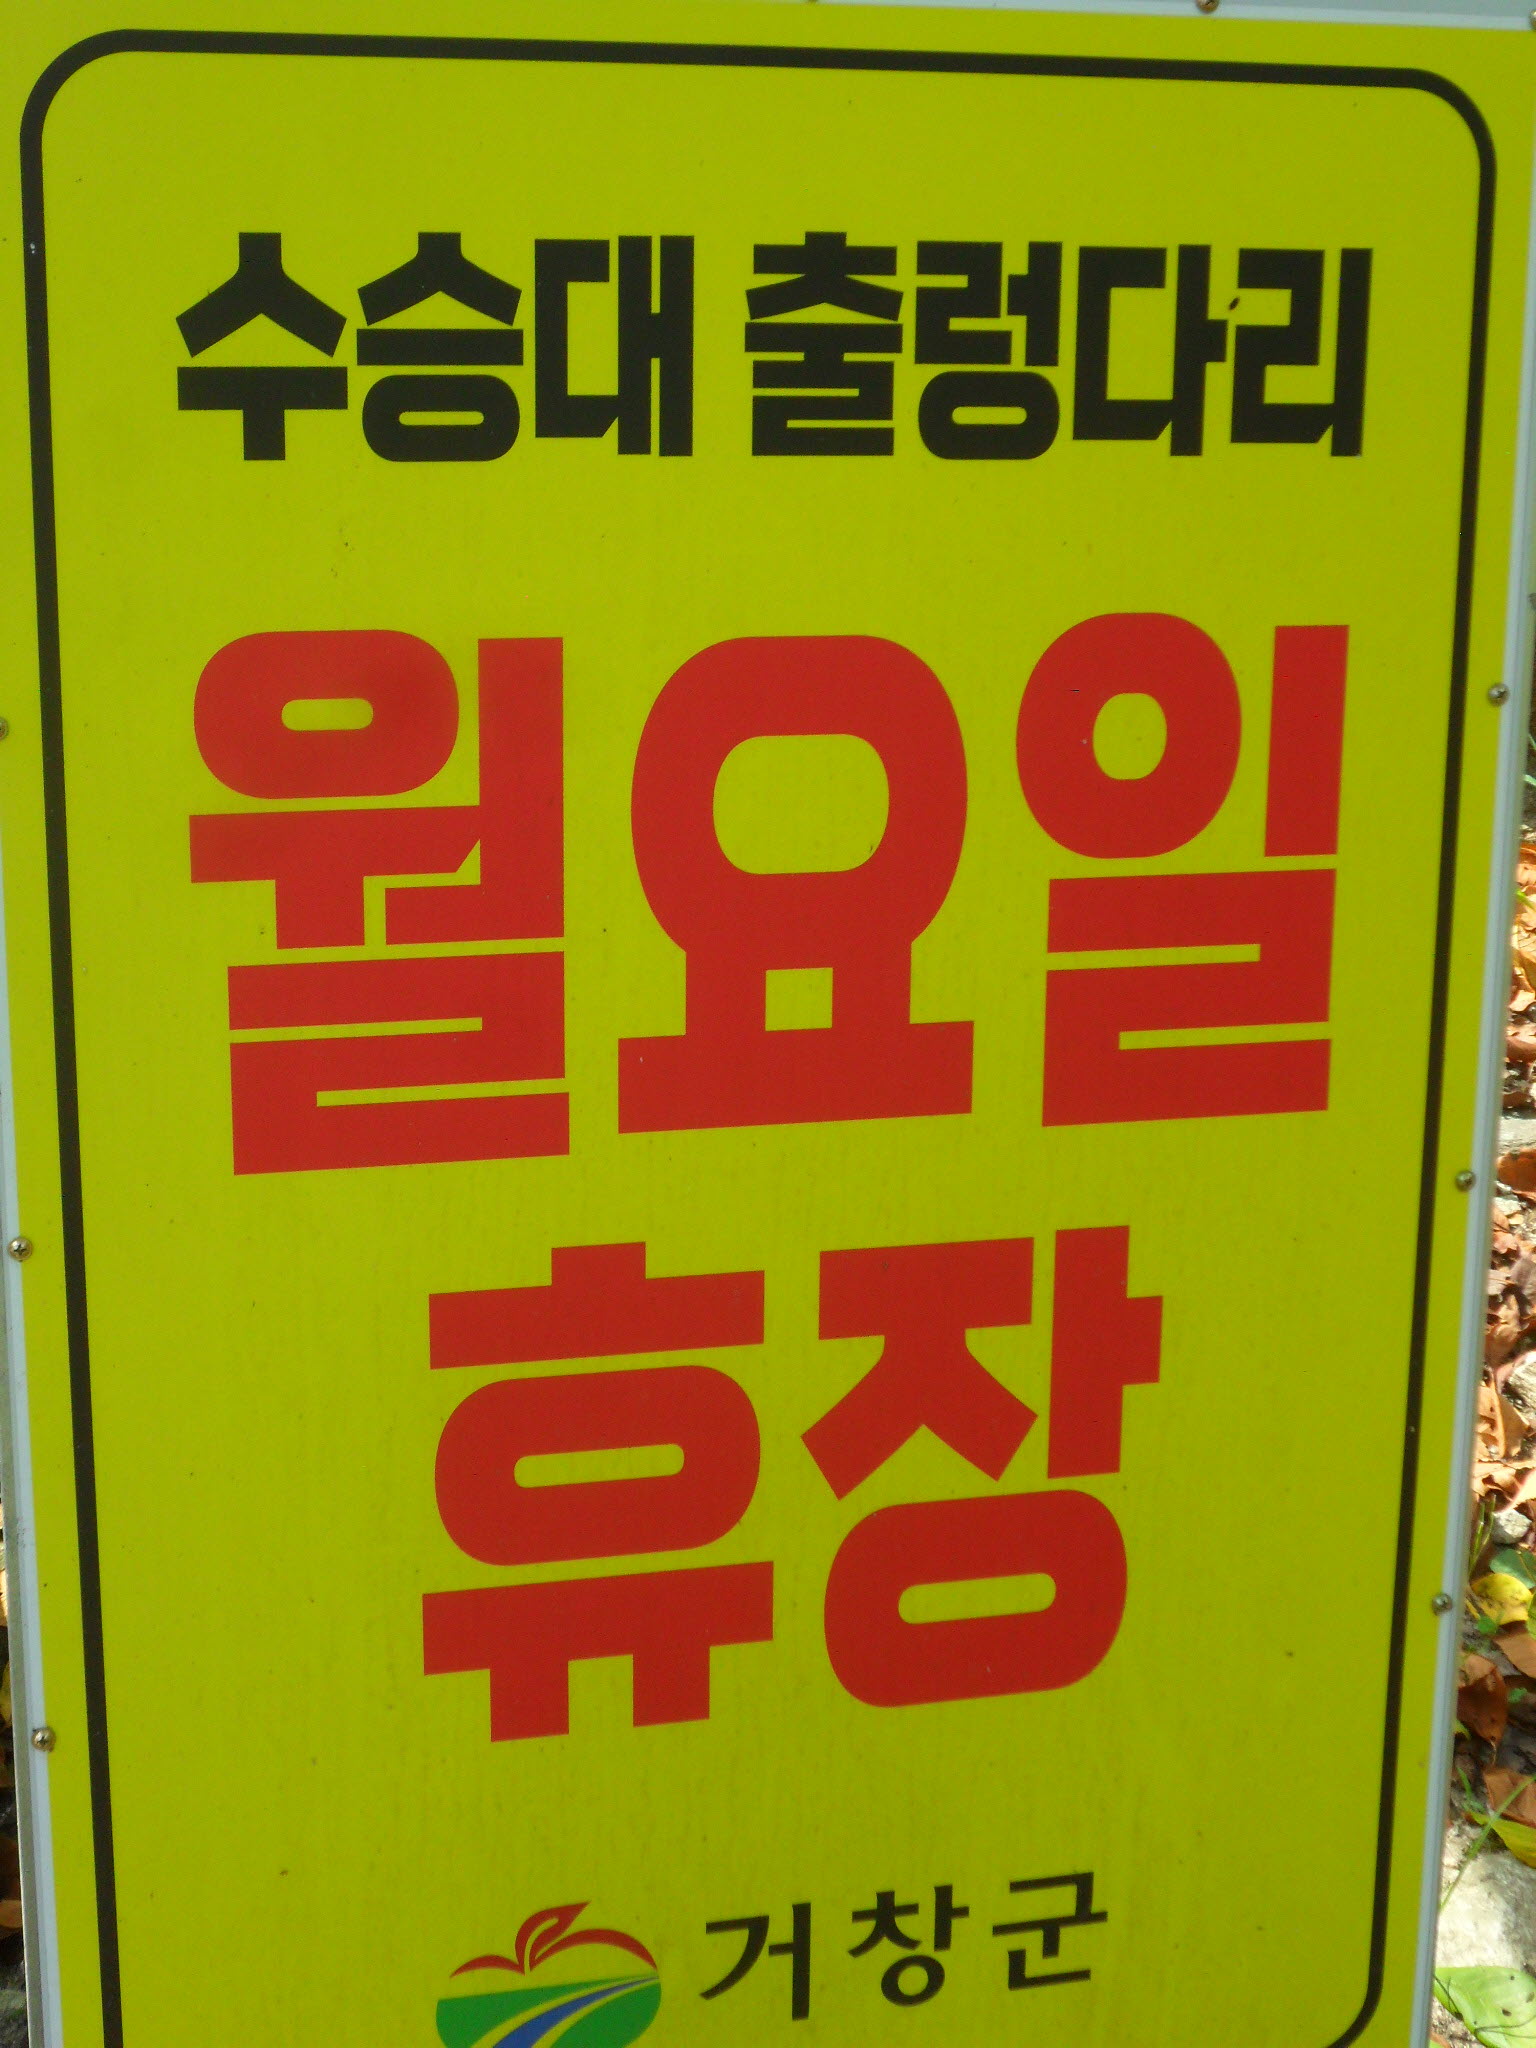 수승대 출렁다리
월요일
휴장
거창군